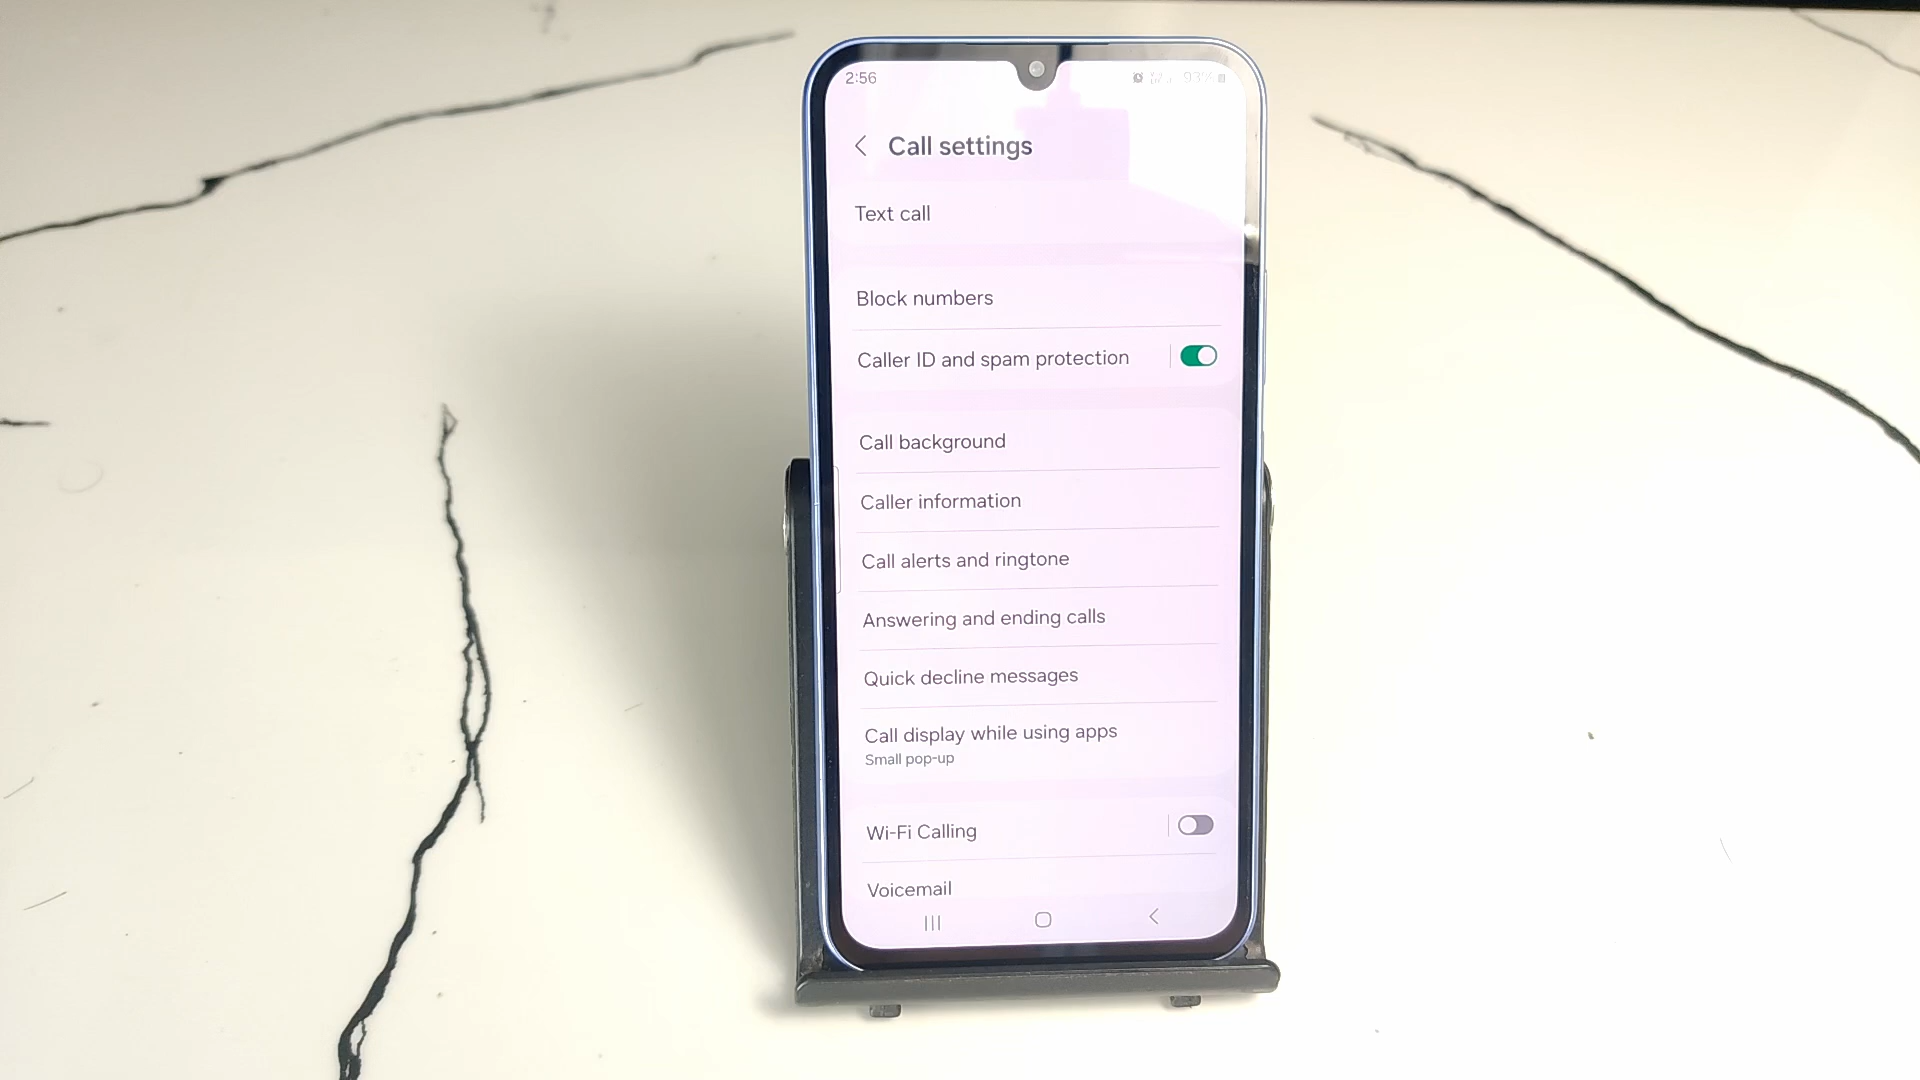 2:56
93%
Call settings
Text call
Block numbers
Caller ID and spam protection
Call background
Caller information
Call alerts and ringtone
Answering and ending calls
Quick decline messages
Call display while using apps
Small pop-up
Wi-Fi Calling
Voicemail